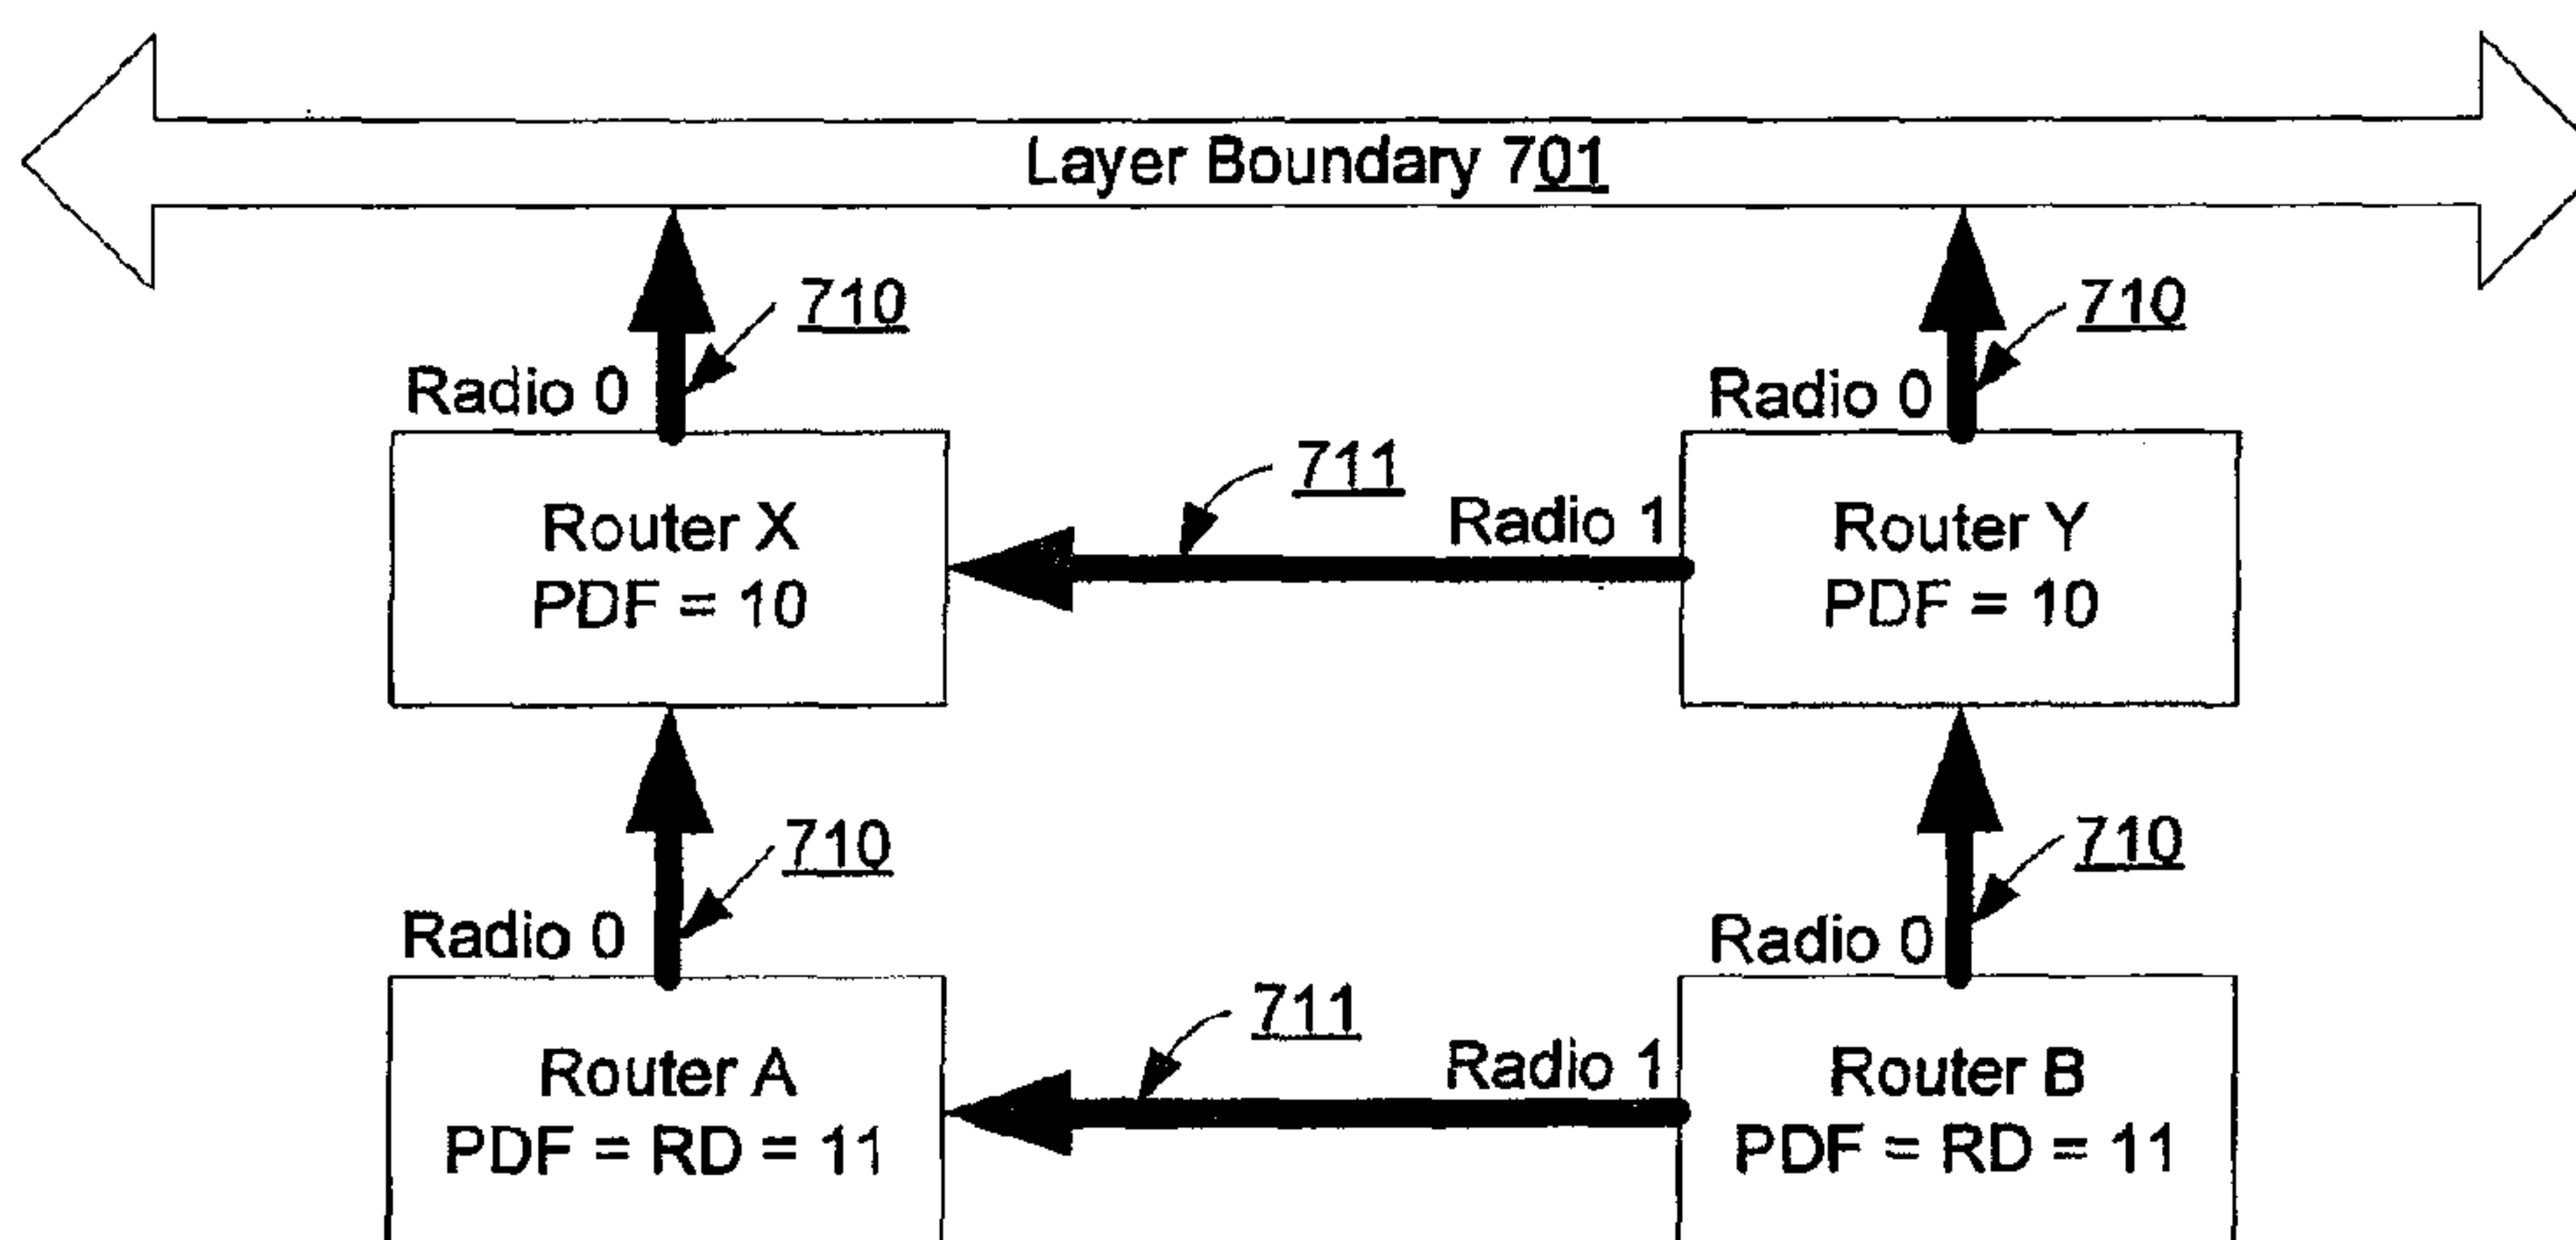 Layer Boundary 701
710
710
Radio 0
Radio 0
711
Router X
PDF = 10
Radio 1
Router Y
PDF = 10
710
710
Radio 0
Radio 0
711
Router A
PDF = RD = 11
Radio 1
Router B
PDF = RD = 11